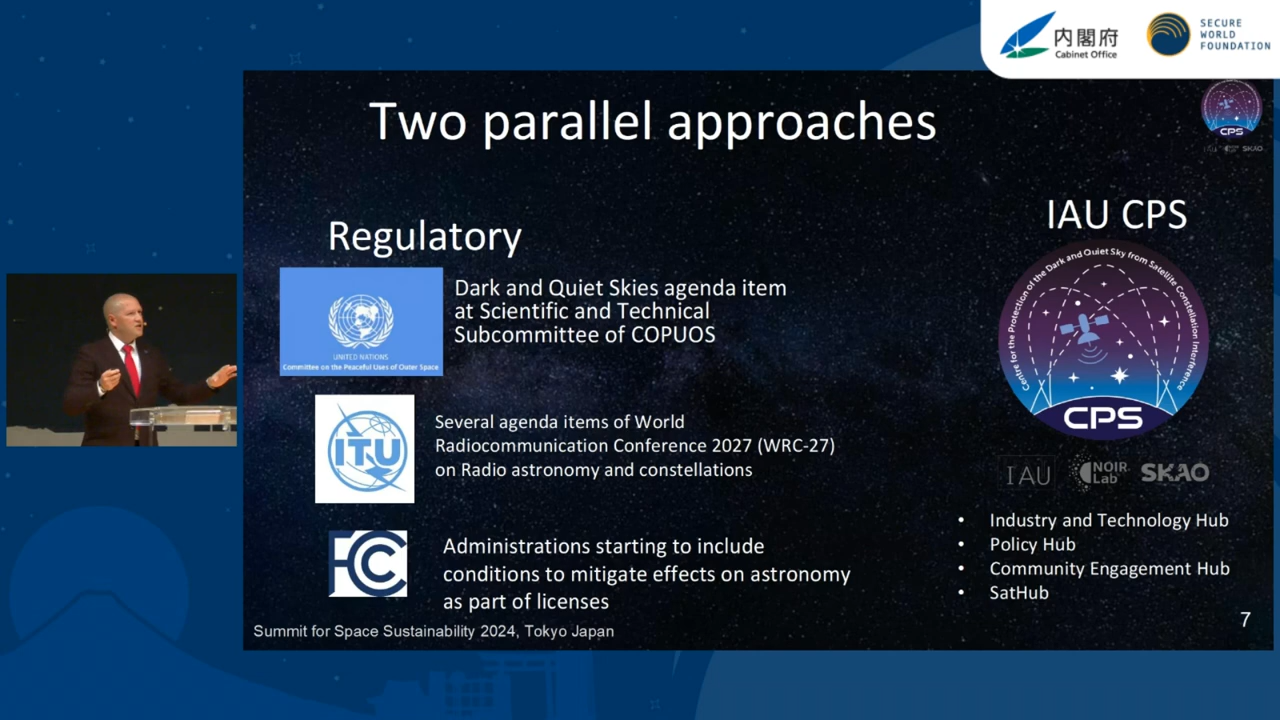 内閣府
Cabinet Office
SECURE
WORLD
FOUNDATION
Two parallel approaches
CPS
SKAO
Regulatory
UNITED NATIONS
Committee on the Peaceful Uses of Outer Space
Dark and Quiet Skies agenda item
at Scientific and Technical
Subcommittee of COPUOS
ITU
Several agenda items of World
Radiocommunication Conference 2027 (WRC-27)
on Radio astronomy and constellations
FCC
Administrations starting to include
conditions to mitigate effects on astronomy
as part of licenses
IAU CPS
Centre for the Protection of the Dark and Quiet Sky from Satellite Constellation Interference
CPS
IAU
NOIR
Lab
SKAO
• Industry and Technology Hub
• Policy Hub
• Community Engagement Hub
• SatHub
Summit for Space Sustainability 2024, Tokyo Japan
7